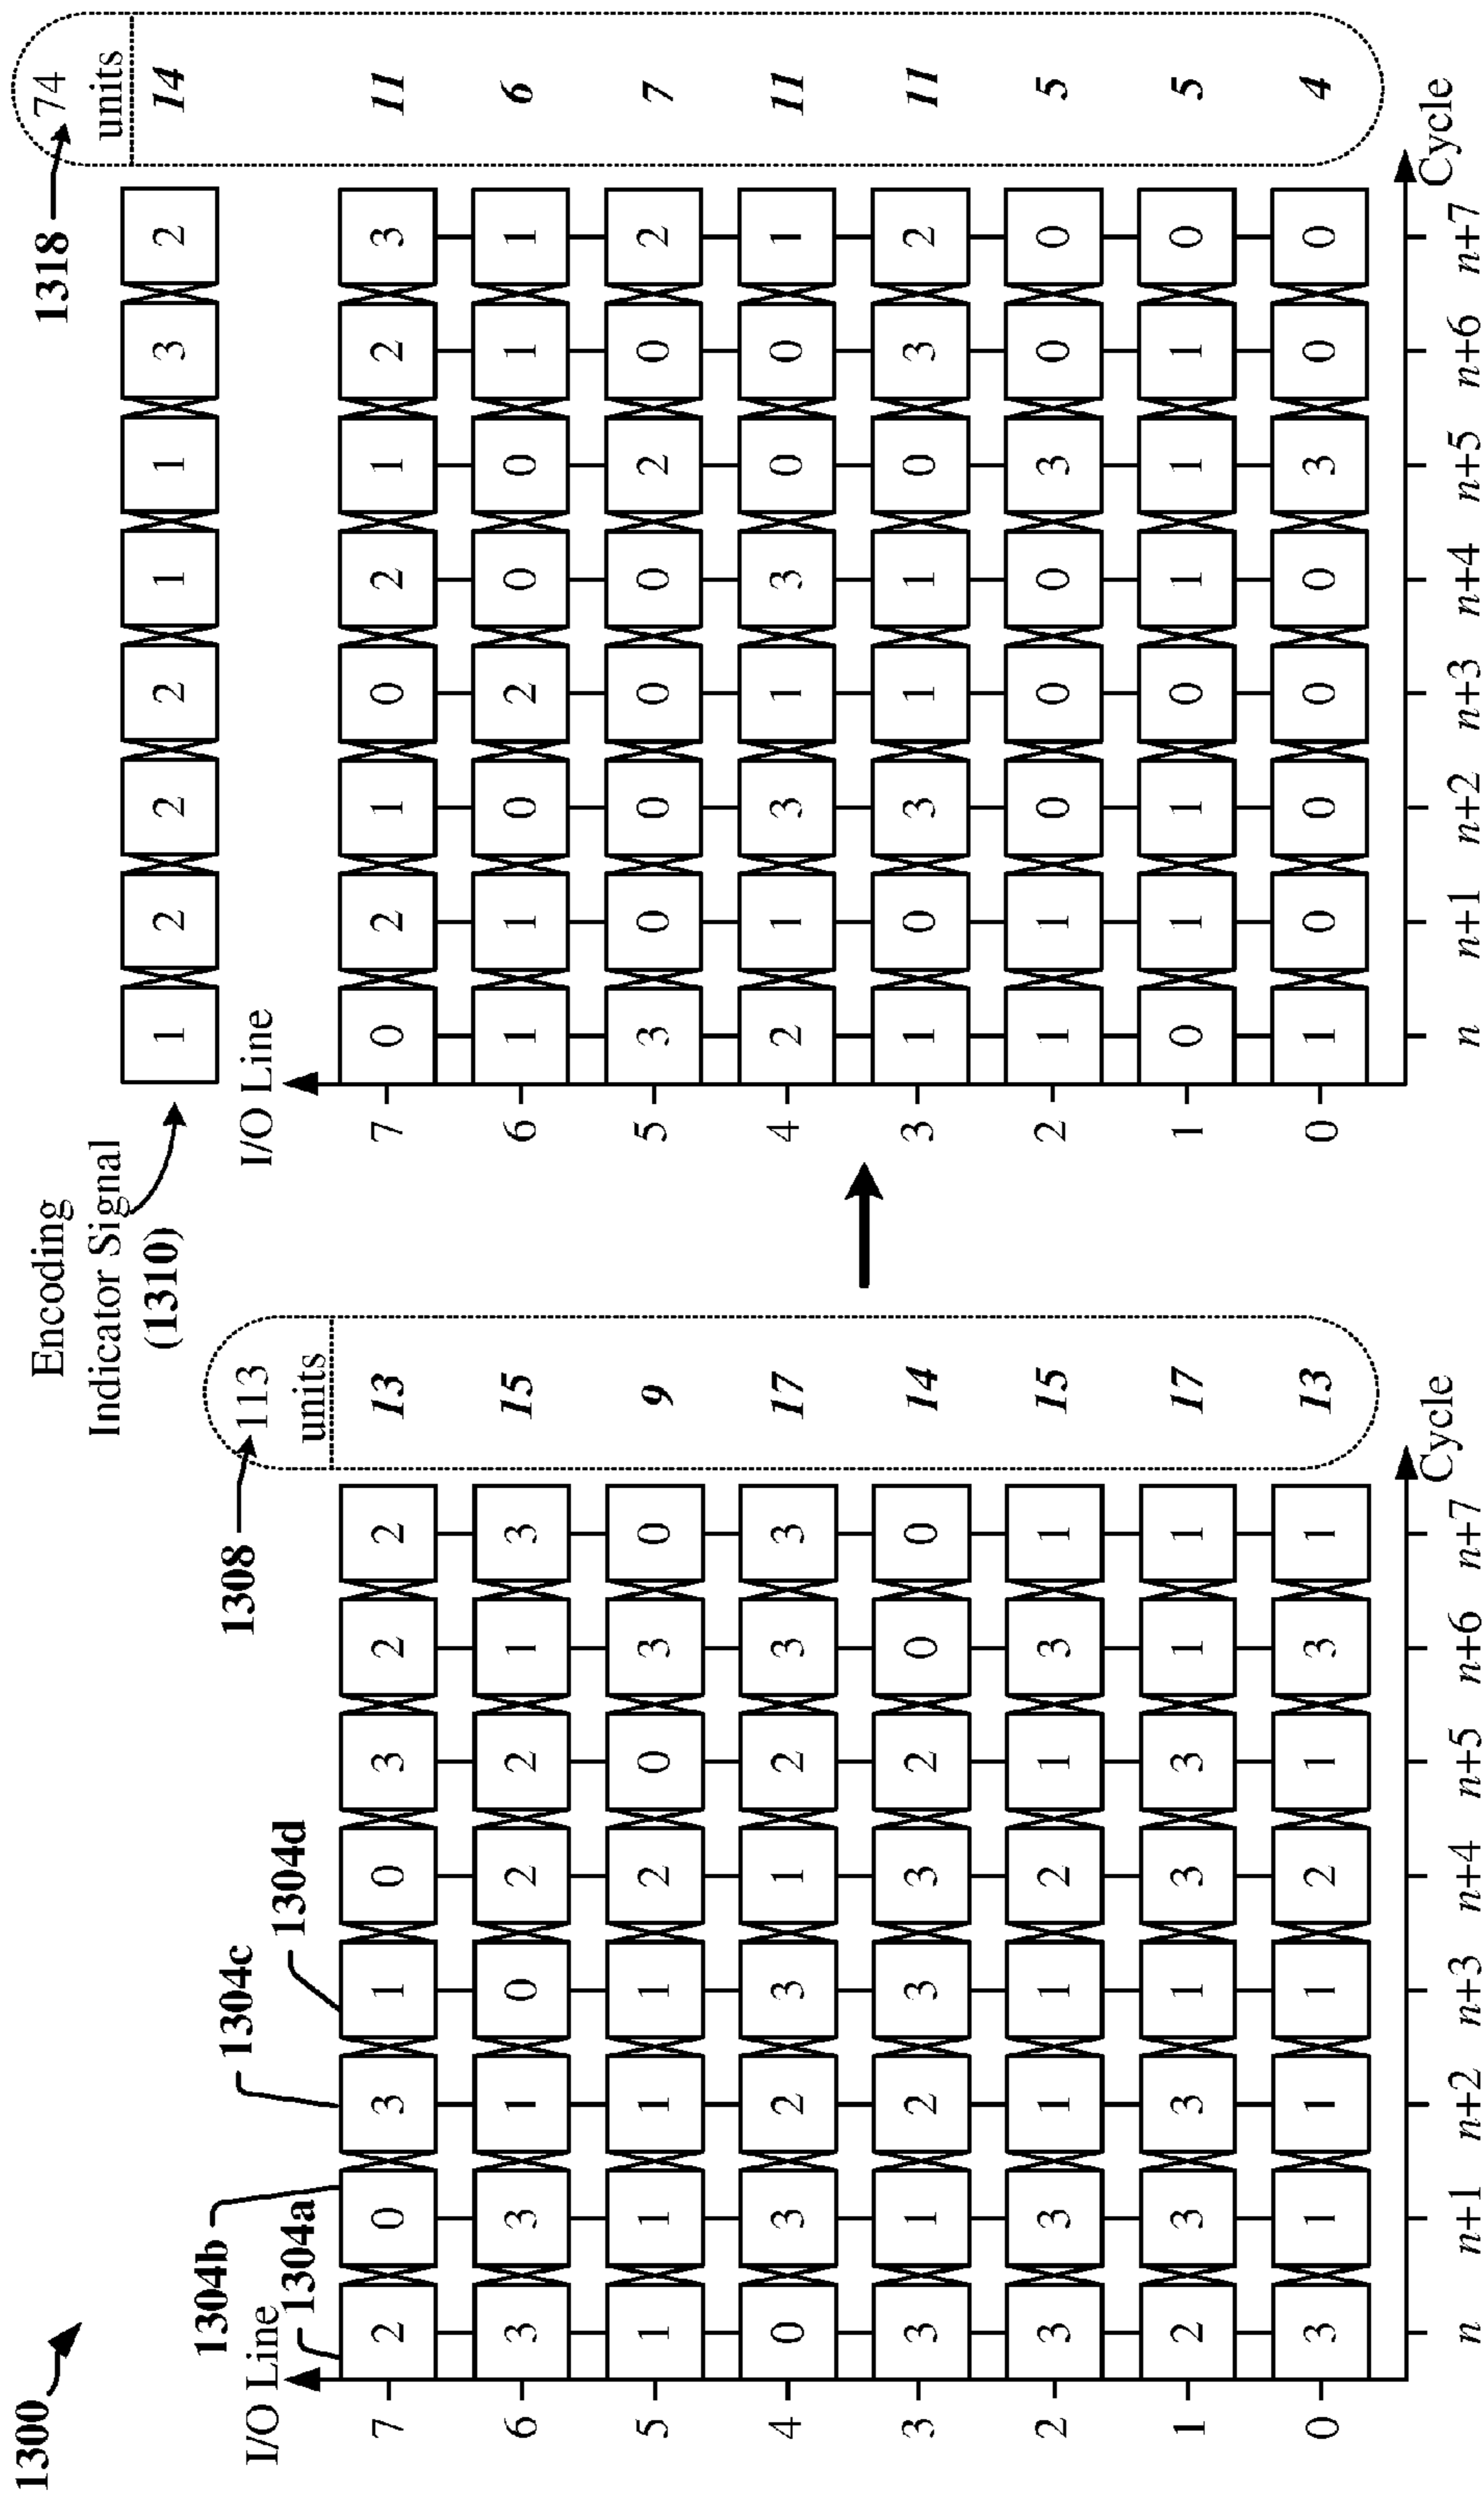 1300
1304b
I/O Line
1304a
1304c
1304d
1308
113
units
7 2 0 3 1 0 3 2 2 13
6 3 3 1 0 2 2 1 3 15
5 1 1 1 1 2 0 3 0 9
4 0 3 2 3 1 2 3 3 17
3 3 1 2 3 3 2 0 0 14
2 3 3 1 1 2 1 3 1 15
1 2 3 3 1 3 3 1 1 17
0 3 1 1 1 2 1 3 1 13
n n+1 n+2 n+3 n+4 n+5 n+6 n+7
Cycle
Encoding
Indicator Signal
(1310)
1318
74
units
1 2 2 2 1 1 3 2 14
I/O Line
7 0 2 1 0 2 1 2 3 11
6 1 1 0 2 0 0 1 1 6
5 3 0 0 0 0 2 0 2 7
4 2 1 3 1 3 0 0 1 11
3 1 0 3 1 1 0 3 2 11
2 1 1 0 0 0 3 0 0 5
1 0 1 1 0 1 1 1 0 5
0 1 0 0 0 0 3 0 0 4
n n+1 n+2 n+3 n+4 n+5 n+6 n+7
Cycle